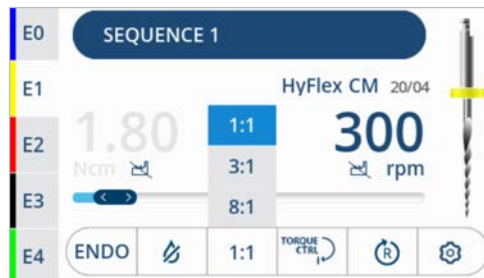 E0
SEQUENCE 1
E1
HyFlex CM 20/04
E2
1.80
Ncm
1:1
3:1
8:1
300
rpm
E3
E4
ENDO
1:1
TORQUE
CTRL
R